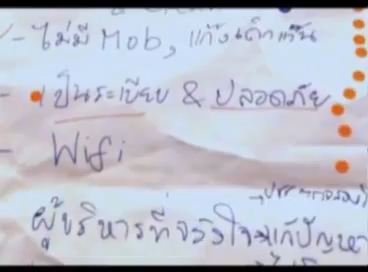 - ไม่มี Mob, แก๊งเด็กแว๊น
- เป็นระเบียบ & ปลอดภัย
- Wifi
ผู้บริหารที่จริงใจแก้ปัญหา